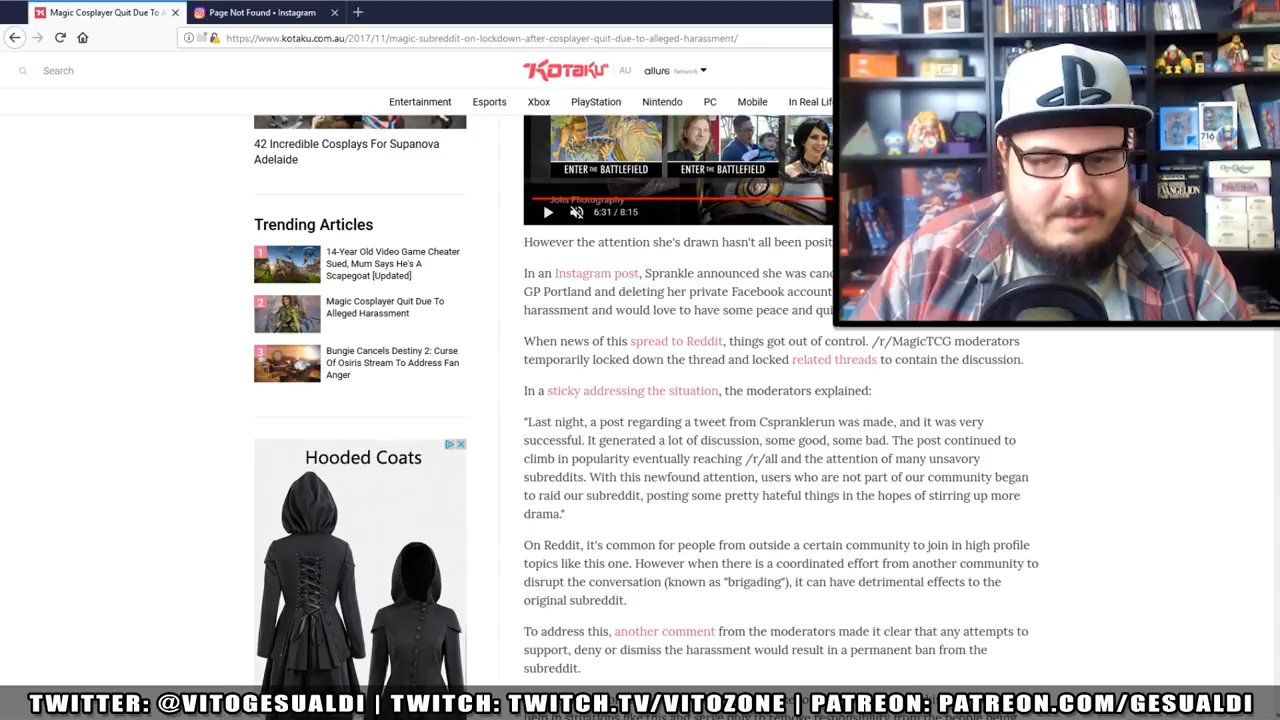 Magic Cosplayer Quit Due To A
Page Not Found • Instagram
https://www.kotaku.com.au/2017/11/magic-subreddit-on-lockdown-after-cosplayer-quit-due-to-alleged-harassment/
Search
KOTAKU AU allure Network
Entertainment Esports Xbox PlayStation Nintendo PC Mobile In Real Lif
42 Incredible Cosplays For Supanova
Adelaide
Trending Articles
1 14-Year Old Video Game Cheater
Sued, Mum Says He's A
Scapegoat [Updated]
2 Magic Cosplayer Quit Due To
Alleged Harassment
3 Bungie Cancels Destiny 2: Curse
Of Osiris Stream To Address Fan
Anger
Hooded Coats
ENTER THE BATTLEFIELD ENTER THE BATTLEFIELD
Jolts Photography
6:31 / 8:15
However the attention she's drawn hasn't all been posit
In an Instagram post, Sprankle announced she was canc
GP Portland and deleting her private Facebook account
harassment and would love to have some peace and qui
When news of this spread to Reddit, things got out of control. /r/MagicTCG moderators
temporarily locked down the thread and locked related threads to contain the discussion.
In a sticky addressing the situation, the moderators explained:
"Last night, a post regarding a tweet from Cspranklerun was made, and it was very
successful. It generated a lot of discussion, some good, some bad. The post continued to
climb in popularity eventually reaching /r/all and the attention of many unsavory
subreddits. With this newfound attention, users who are not part of our community began
to raid our subreddit, posting some pretty hateful things in the hopes of stirring up more
drama."
On Reddit, it's common for people from outside a certain community to join in high profile
topics like this one. However when there is a coordinated effort from another community to
disrupt the conversation (known as "brigading"), it can have detrimental effects to the
original subreddit.
To address this, another comment from the moderators made it clear that any attempts to
support, deny or dismiss the harassment would result in a permanent ban from the
subreddit.
716
EVANGELION
TWITTER: @VITOGESUALDI | TWITCH: TWITCH.TV/VITOZONE | PATREON: PATREON.COM/GESUALDI